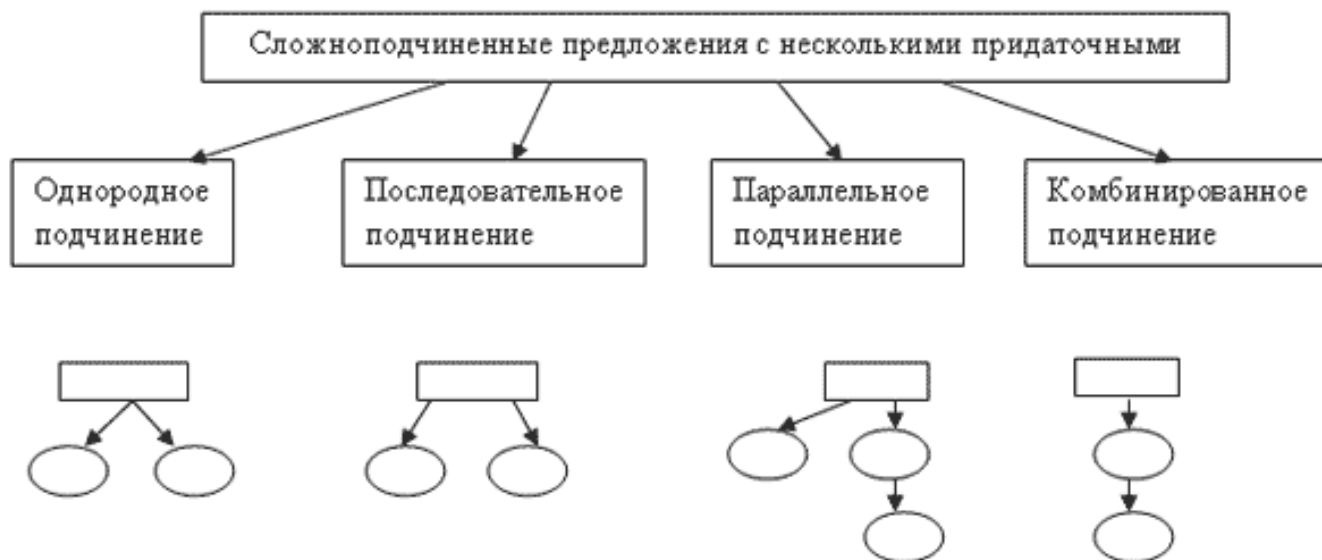 Сложноподчиненные предложения с несколькими придаточными
Однородное
подчинение
Последовательное
подчинение
Параллельное
подчинение
Комбинированное
подчинение